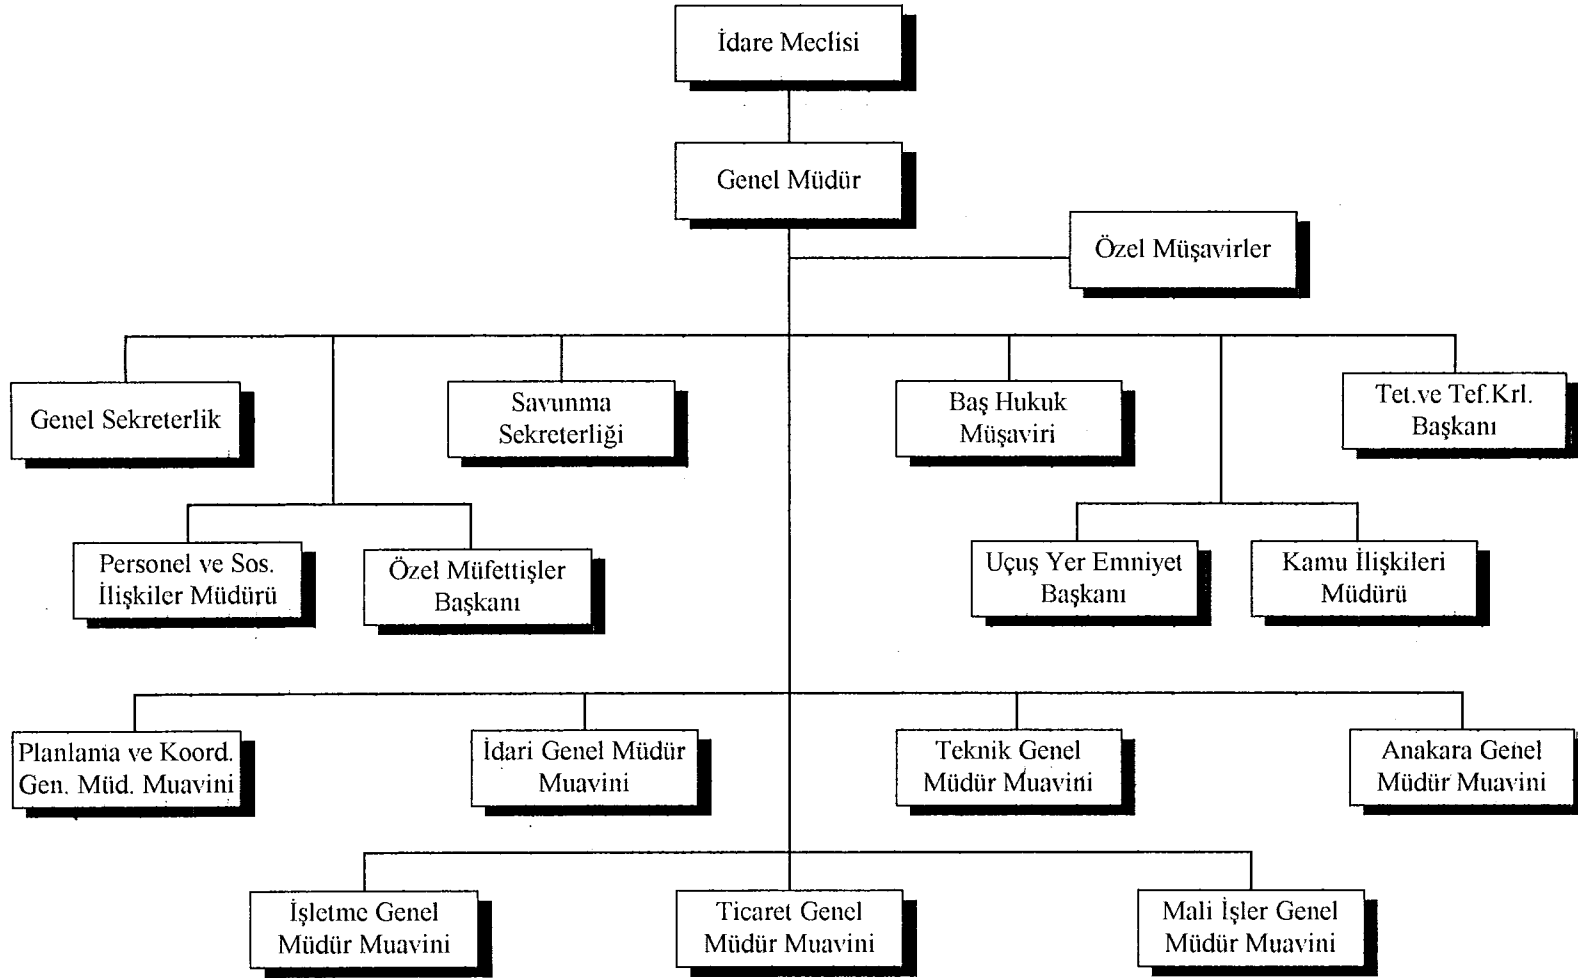 İdare Meclisi
Genel Müdür
Özel Müşavirler
Genel Sekreterlik
Savunma
Sekreterliği
Baş Hukuk
Müşaviri
Tet.ve Tef.Krl.
Başkanı
Personel ve Sos.
İlişkiler Müdürü
Özel Müfettişler
Başkanı
Uçuş Yer Emniyet
Başkanı
Kamu İlişkileri
Müdürü
Planlama ve Koord.
Gen. Müd. Muavini
İdari Genel Müdür
Muavini
Teknik Genel
Müdür Muavini
Anakara Genel
Müdür Muavini
İşletme Genel
Müdür Muavini
Ticaret Genel
Müdür Muavini
Mali İşler Genel
Müdür Muavini